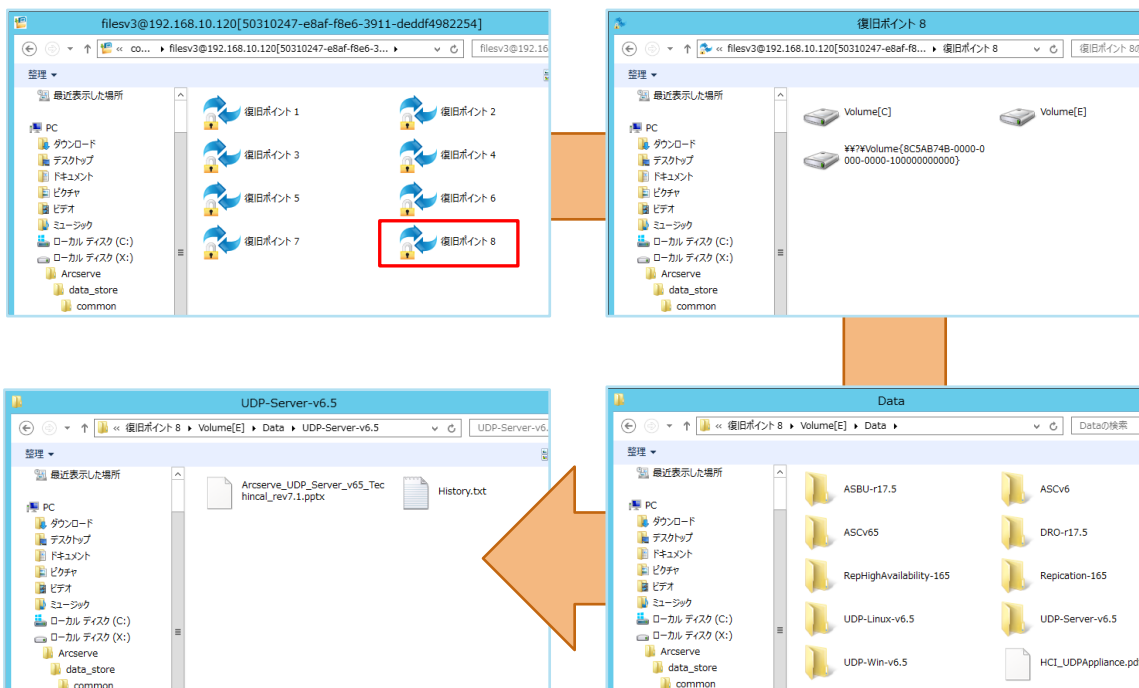 filesv3@192.168.10.120[50310247-e8af-f8e6-3911-deddf4982254]
« co... ▸ filesv3@192.168.10.120[50310247-e8af-f8e6-3... ▸
filesv3@192.16
整理
最近表示した場所
PC
ダウンロード
デスクトップ
ドキュメント
ピクチャ
ビデオ
ミュージック
ローカル ディスク (C:)
ローカル ディスク (X:)
Arcserve
data_store
common
復旧ポイント 1
復旧ポイント 2
復旧ポイント 3
復旧ポイント 4
復旧ポイント 5
復旧ポイント 6
復旧ポイント 7
復旧ポイント 8
復旧ポイント 8
« filesv3@192.168.10.120[50310247-e8af-f8... ▸ 復旧ポイント 8
復旧ポイント 8の
整理
最近表示した場所
PC
ダウンロード
デスクトップ
ドキュメント
ピクチャ
ビデオ
ミュージック
ローカル ディスク (C:)
ローカル ディスク (X:)
Arcserve
data_store
common
Volume[C]
Volume[E]
¥¥?¥Volume{8C5AB74B-0000-0
000-0000-100000000000}
UDP-Server-v6.5
« 復旧ポイント 8 ▸ Volume[E] ▸ Data ▸ UDP-Server-v6.5
UDP-Server-v6.
整理
最近表示した場所
PC
ダウンロード
デスクトップ
ドキュメント
ピクチャ
ビデオ
ミュージック
ローカル ディスク (C:)
ローカル ディスク (X:)
Arcserve
data_store
common
Arcserve_UDP_Server_v65_Tec
hincal_rev7.1.pptx
History.txt
Data
« 復旧ポイント 8 ▸ Volume[E] ▸ Data ▸
Dataの検索
整理
最近表示した場所
PC
ダウンロード
デスクトップ
ドキュメント
ピクチャ
ビデオ
ミュージック
ローカル ディスク (C:)
ローカル ディスク (X:)
Arcserve
data_store
common
ASBU-r17.5
ASCv6
ASCv65
DRO-r17.5
RepHighAvailability-165
Repication-165
UDP-Linux-v6.5
UDP-Server-v6.5
UDP-Win-v6.5
HCI_UDPAppliance.pd